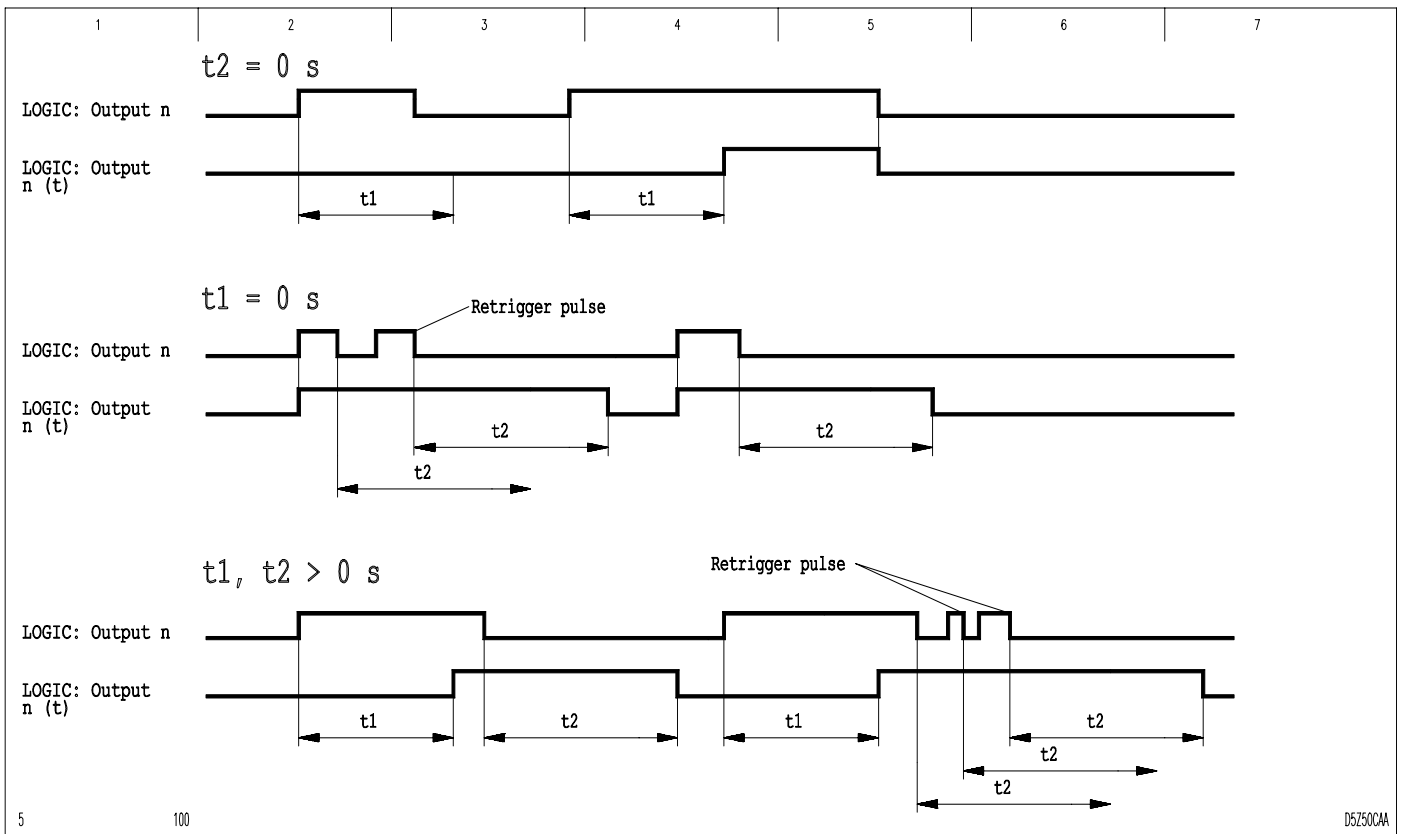 1 2 3 4 5 6 7
t2 = 0 s
LOGIC: Output n
LOGIC: Output
n (t)
t1 t1
t1 = 0 s
Retrigger pulse
LOGIC: Output n
LOGIC: Output
n (t)
t2 t2
t2
t1, t2 > 0 s
Retrigger pulse
LOGIC: Output n
LOGIC: Output
n (t)
t1 t2 t1 t2
t2
t2
5 100 D5Z50CAA